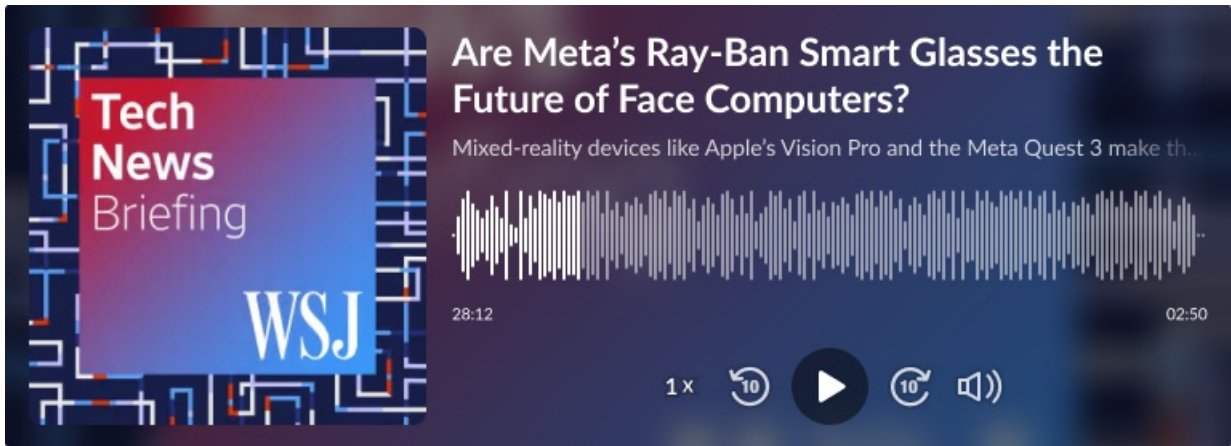 Tech
News
Briefing
WSJ
Are Meta’s Ray-Ban Smart Glasses the
Future of Face Computers?
Mixed-reality devices like Apple’s Vision Pro and the Meta Quest 3 make th...
28:12
02:50
1 x
10
10